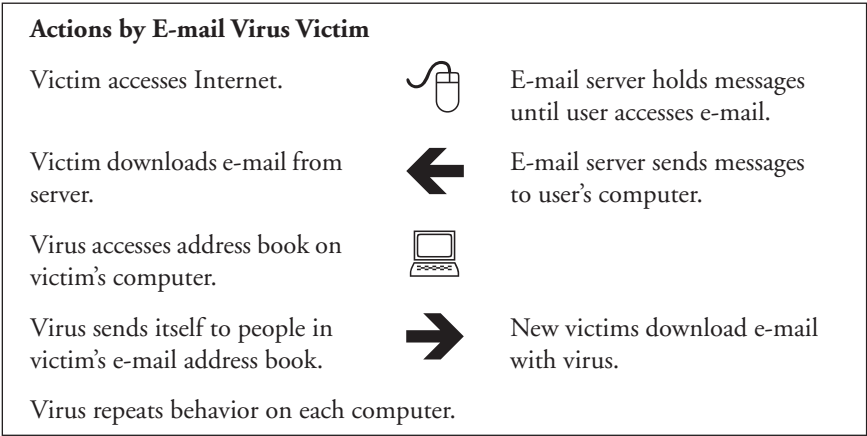 Actions by E-mail Virus Victim
Victim accesses Internet.
E-mail server holds messages
until user accesses e-mail.
Victim downloads e-mail from
server.
E-mail server sends messages
to user's computer.
Virus accesses address book on
victim's computer.
Virus sends itself to people in
victim's e-mail address book.
New victims download e-mail
with virus.
Virus repeats behavior on each computer.